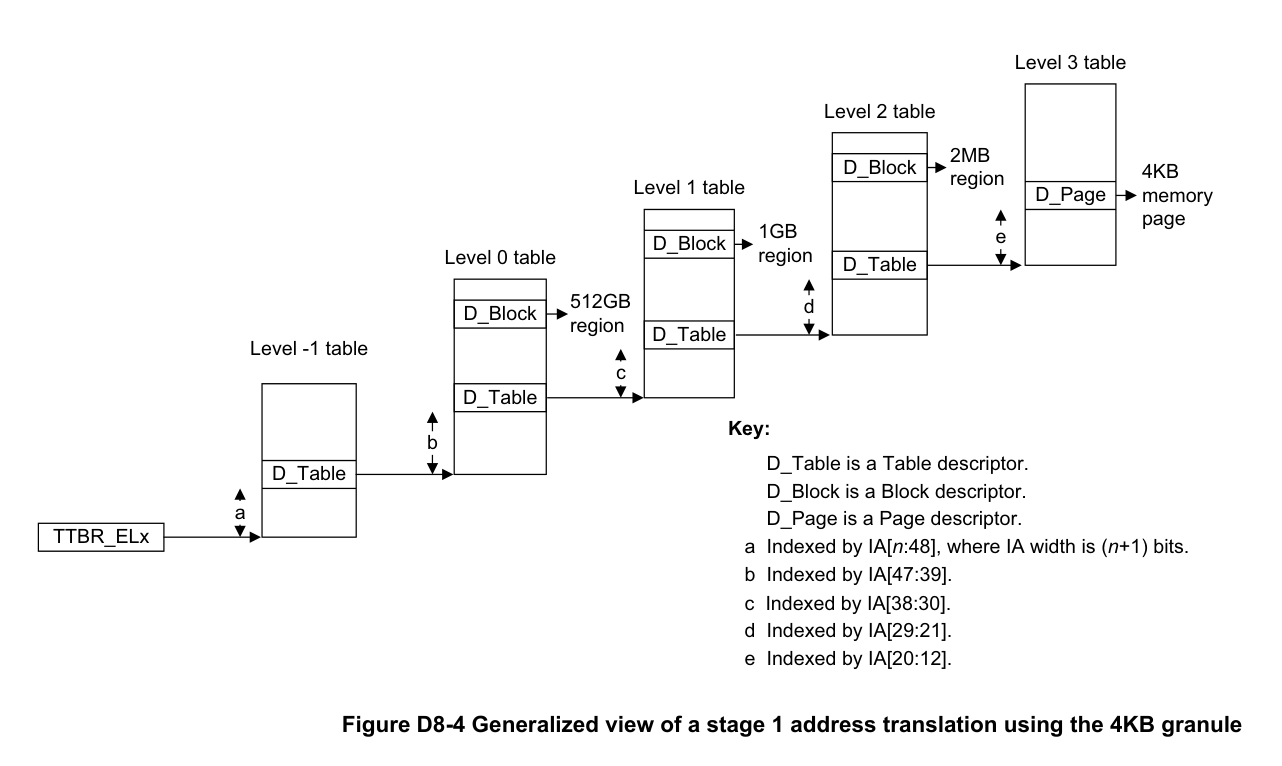 Level 3 table
D_Page
4KB
memory
page
e
Level 2 table
D_Block
2MB
region
D_Table
d
Level 1 table
D_Block
1GB
region
D_Table
c
Level 0 table
D_Block
512GB
region
D_Table
b
Level -1 table
D_Table
a
TTBR_ELx
Key:
D_Table is a Table descriptor.
D_Block is a Block descriptor.
D_Page is a Page descriptor.
a Indexed by IA[n:48], where IA width is (n+1) bits.
b Indexed by IA[47:39].
c Indexed by IA[38:30].
d Indexed by IA[29:21].
e Indexed by IA[20:12].
Figure D8-4 Generalized view of a stage 1 address translation using the 4KB granule